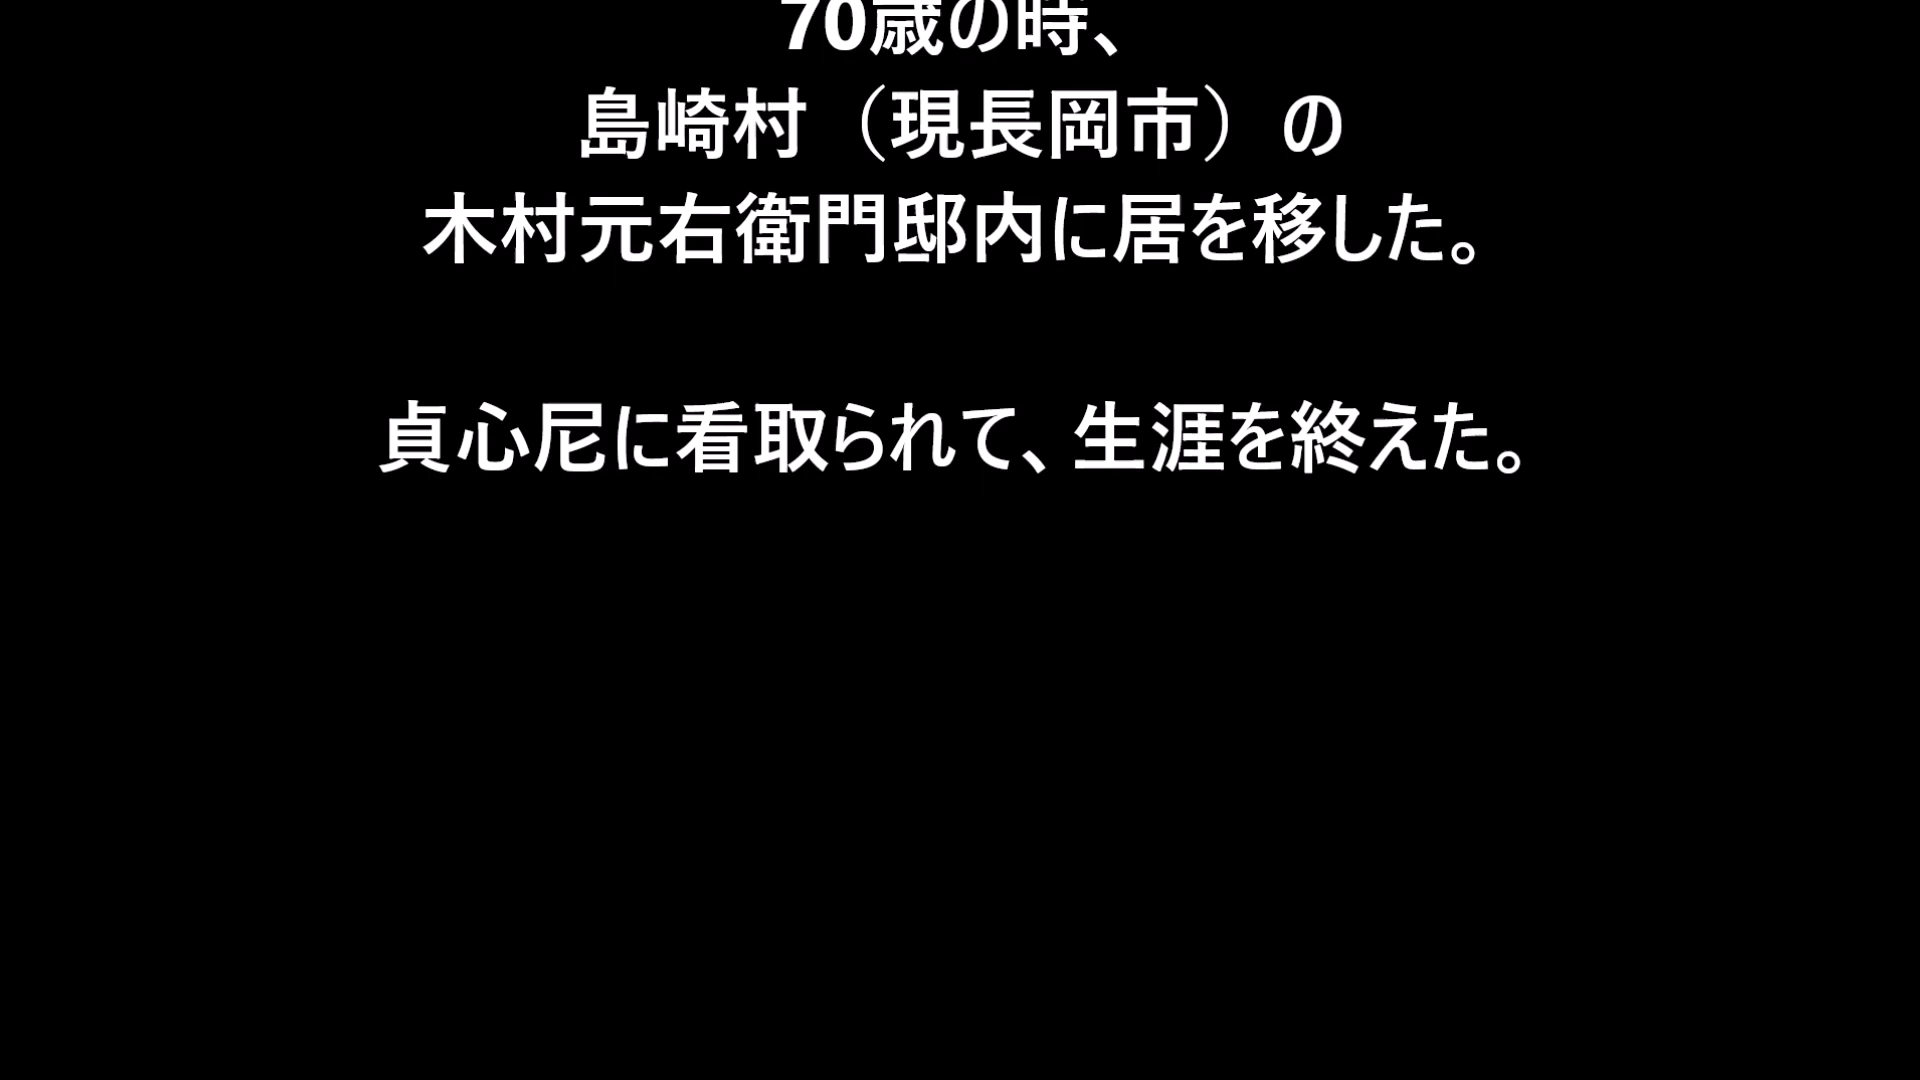 70歳の時、
島崎村（現長岡市）の
木村元右衛門邸内に居を移した。
貞心尼に看取られて、生涯を終えた。